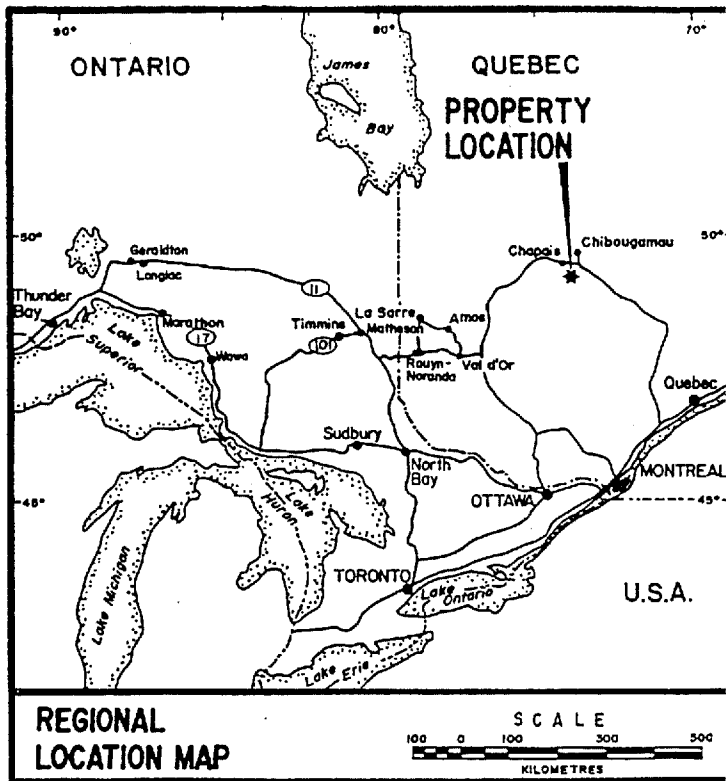 90°
80°
70°
ONTARIO
James
Bay
QUEBEC
PROPERTY
LOCATION
50°
50°
Geraldton
Longlac
Chapais
Chibougamau
11
Thunder
Bay
Marathon
Lake
Superior
17
Wawa
Timmins
101
Matheson
La Sarre
Amos
Rouyn-
Noranda
Val d'Or
Quebec
Sudbury
North
Bay
OTTAWA
MONTREAL
45°
45°
Lake
Huron
Lake Michigan
TORONTO
Lake
Ontario
U.S.A.
Lake
Erie
REGIONAL
LOCATION MAP
SCALE
100 0 100 300 500
KILOMETRES